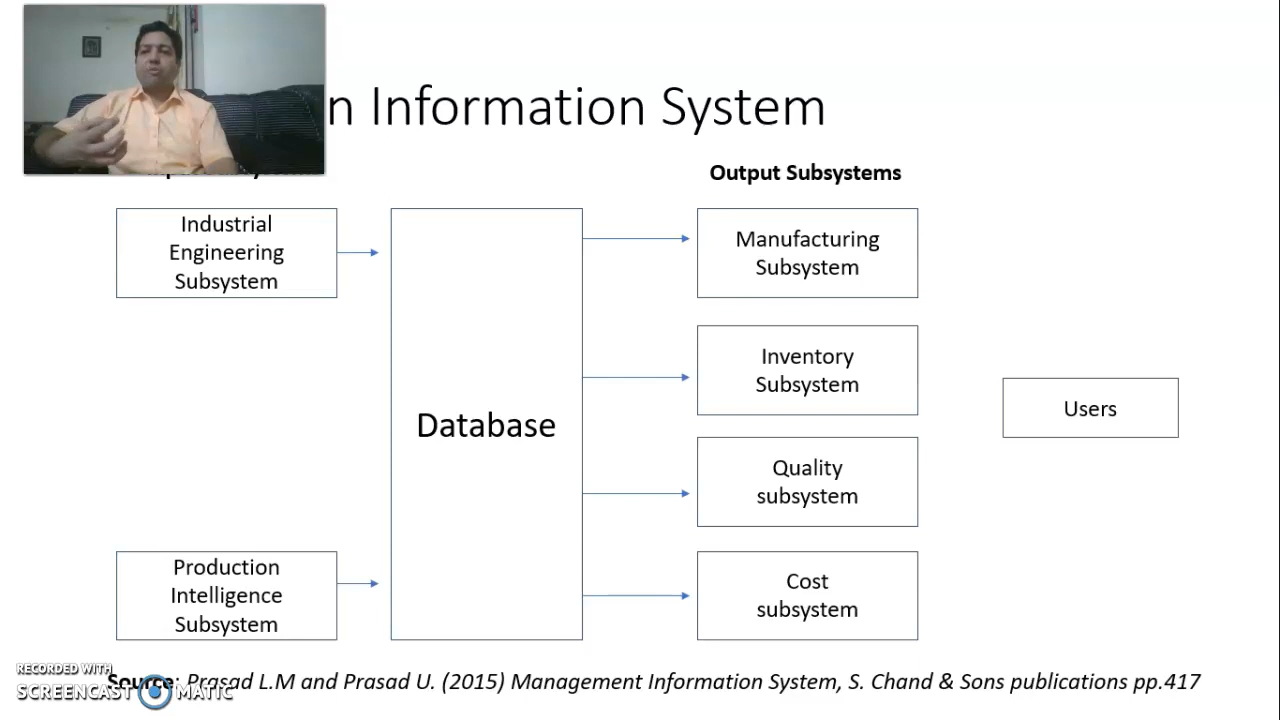 n Information System
Output Subsystems
Industrial
Engineering
Subsystem
Manufacturing
Subsystem
Inventory
Subsystem
Database
Users
Quality
subsystem
Production
Intelligence
Subsystem
Cost
subsystem
RECORDED WITH
SCREENCAST MATIC
Source: Prasad L.M and Prasad U. (2015) Management Information System, S. Chand & Sons publications pp.417